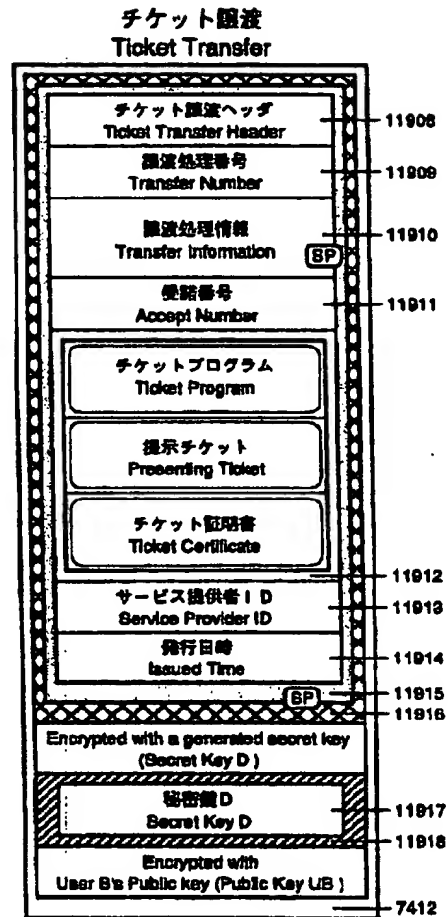 チケット譲渡
Ticket Transfer
チケット譲渡ヘッダ
Ticket Transfer Header
11908
譲渡処理番号
Transfer Number
11909
譲渡処理情報
Transfer Information
SP
11910
受諾番号
Accept Number
11911
チケットプログラム
Ticket Program
提示チケット
Presenting Ticket
チケット証明書
Ticket Certificate
11912
サービス提供者ID
Service Provider ID
11913
発行日時
Issued Time
11914
SP
11915
11916
Encrypted with a generated secret key
(Secret Key D)
秘密鍵D
Secret Key D
11917
11918
Encrypted with
User B's Public key (Public Key UB)
7412